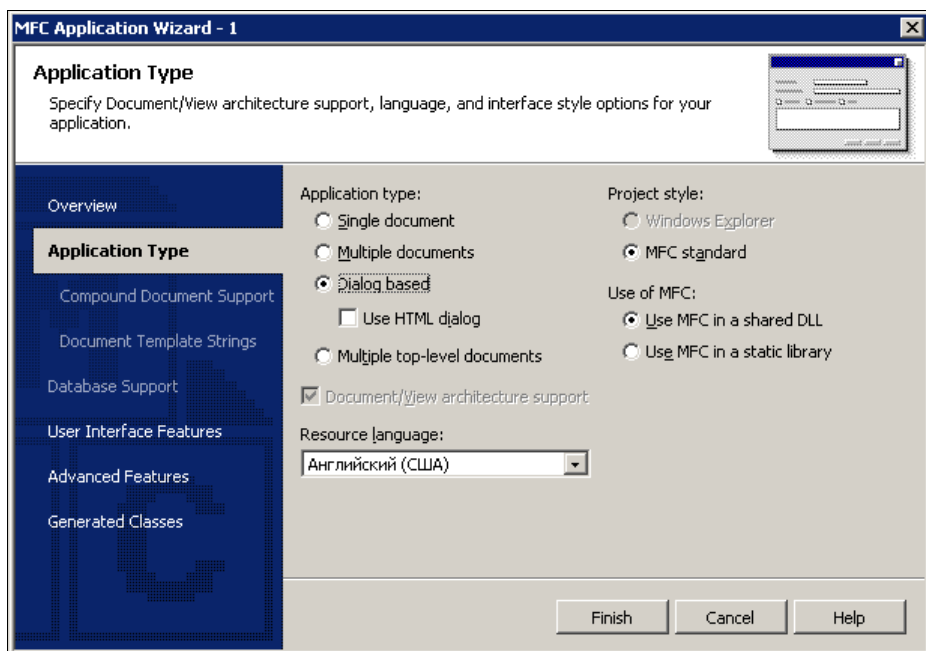 MFC Application Wizard - 1
Application Type
Specify Document/View architecture support, language, and interface style options for your
application.
Overview
Application Type
Compound Document Support
Document Template Strings
Database Support
User Interface Features
Advanced Features
Generated Classes
Application type:
Single document
Multiple documents
Dialog based
Use HTML dialog
Multiple top-level documents
Document/View architecture support
Resource language:
Английский (США)
Project style:
Windows Explorer
MFC standard
Use of MFC:
Use MFC in a shared DLL
Use MFC in a static library
Finish
Cancel
Help